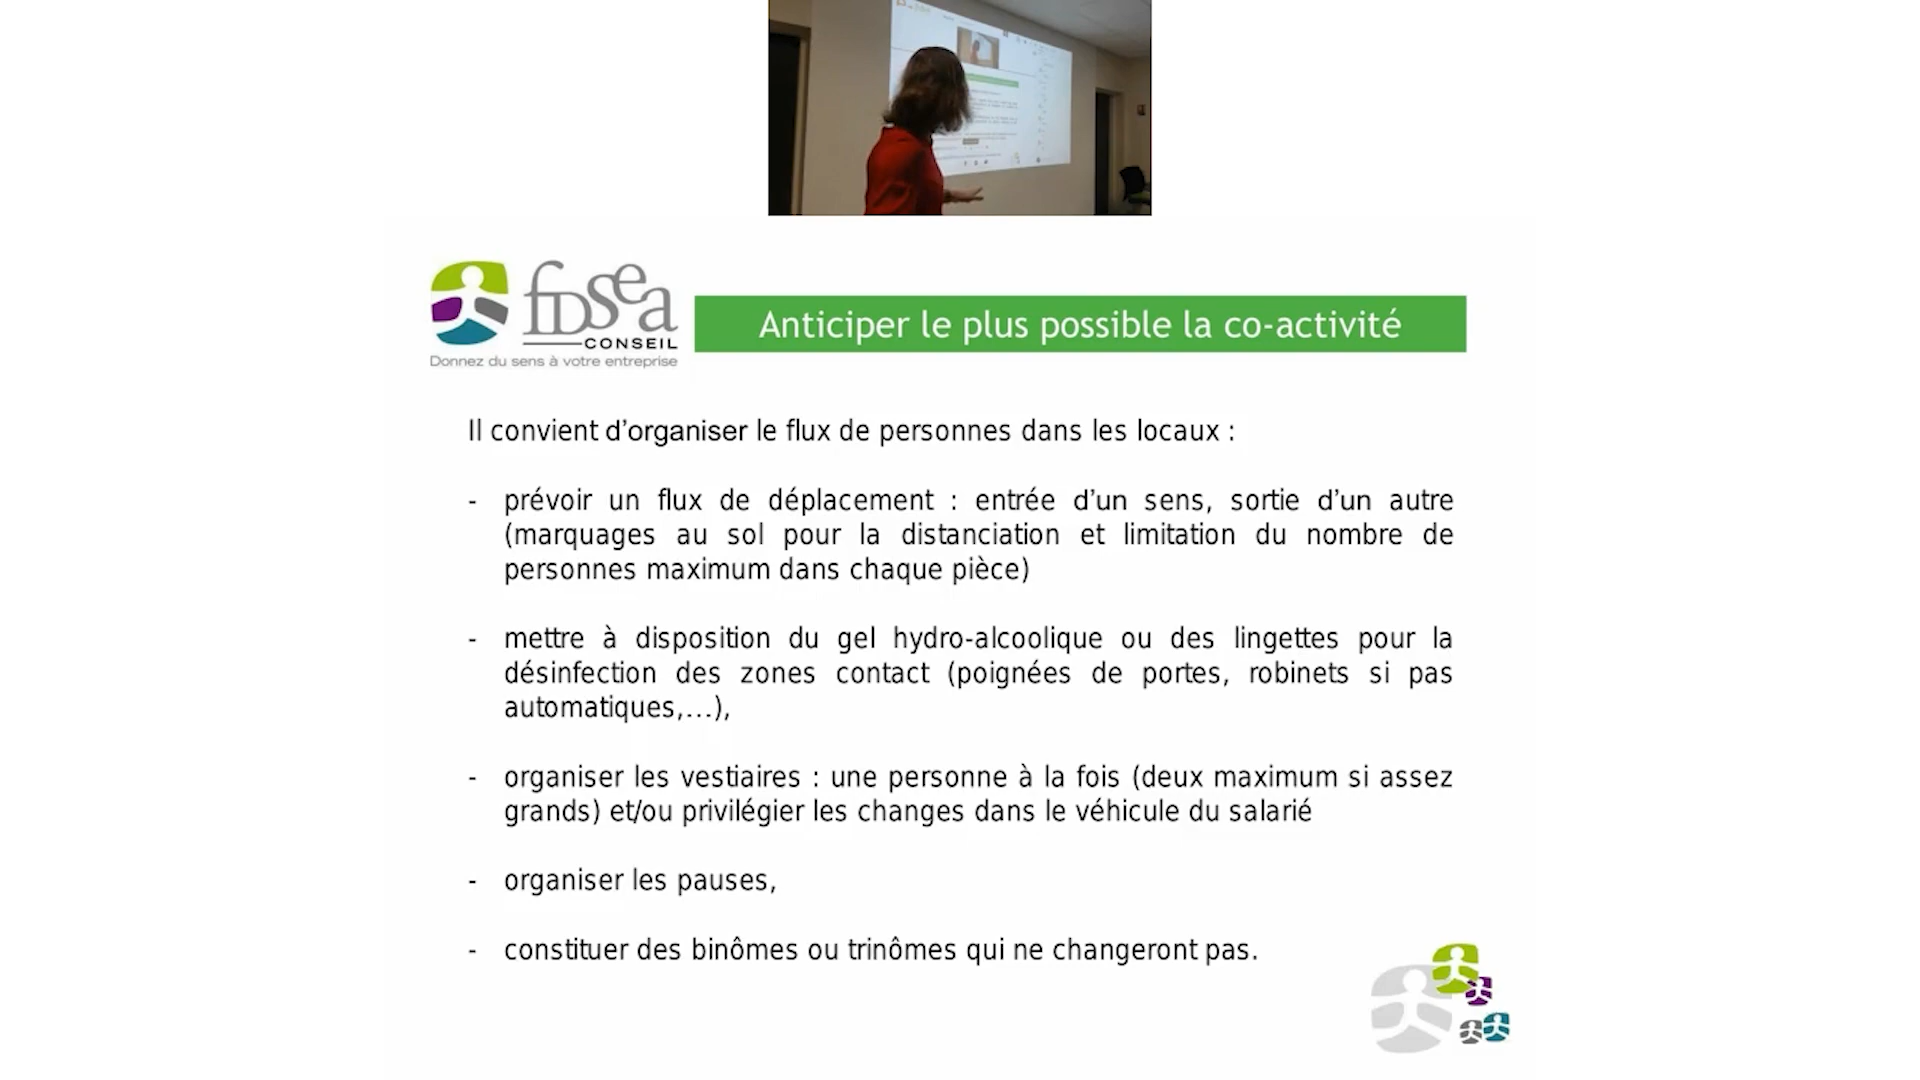 fdsea
CONSEIL
Donnez du sens à votre entreprise
Anticiper le plus possible la co-activité
Il convient d’organiser le flux de personnes dans les locaux :
- prévoir un flux de déplacement : entrée d’un sens, sortie d’un autre
(marquages au sol pour la distanciation et limitation du nombre de
personnes maximum dans chaque pièce)
- mettre à disposition du gel hydro-alcoolique ou des lingettes pour la
désinfection des zones contact (poignées de portes, robinets si pas
automatiques,…),
- organiser les vestiaires : une personne à la fois (deux maximum si assez
grands) et/ou privilégier les changes dans le véhicule du salarié
- organiser les pauses,
- constituer des binômes ou trinômes qui ne changeront pas.